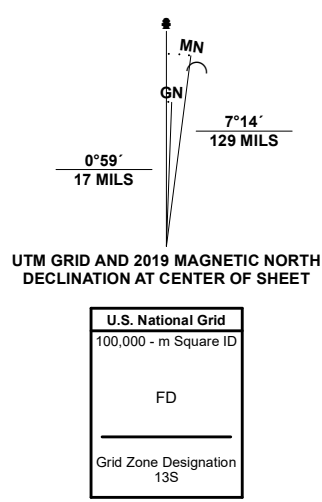 MN
GN
7°14´
129 MILS
0°59´
17 MILS
UTM GRID AND 2019 MAGNETIC NORTH
DECLINATION AT CENTER OF SHEET
U.S. National Grid
100,000 - m Square ID
FD
Grid Zone Designation
13S